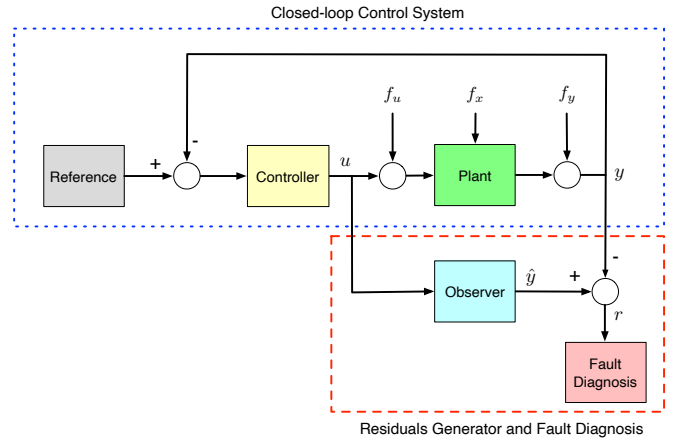 Closed-loop Control System
f_u
f_x
f_y
-
+
Reference
Controller
u
Plant
y
-
Observer
ŷ
+
r
Fault
Diagnosis
Residuals Generator and Fault Diagnosis